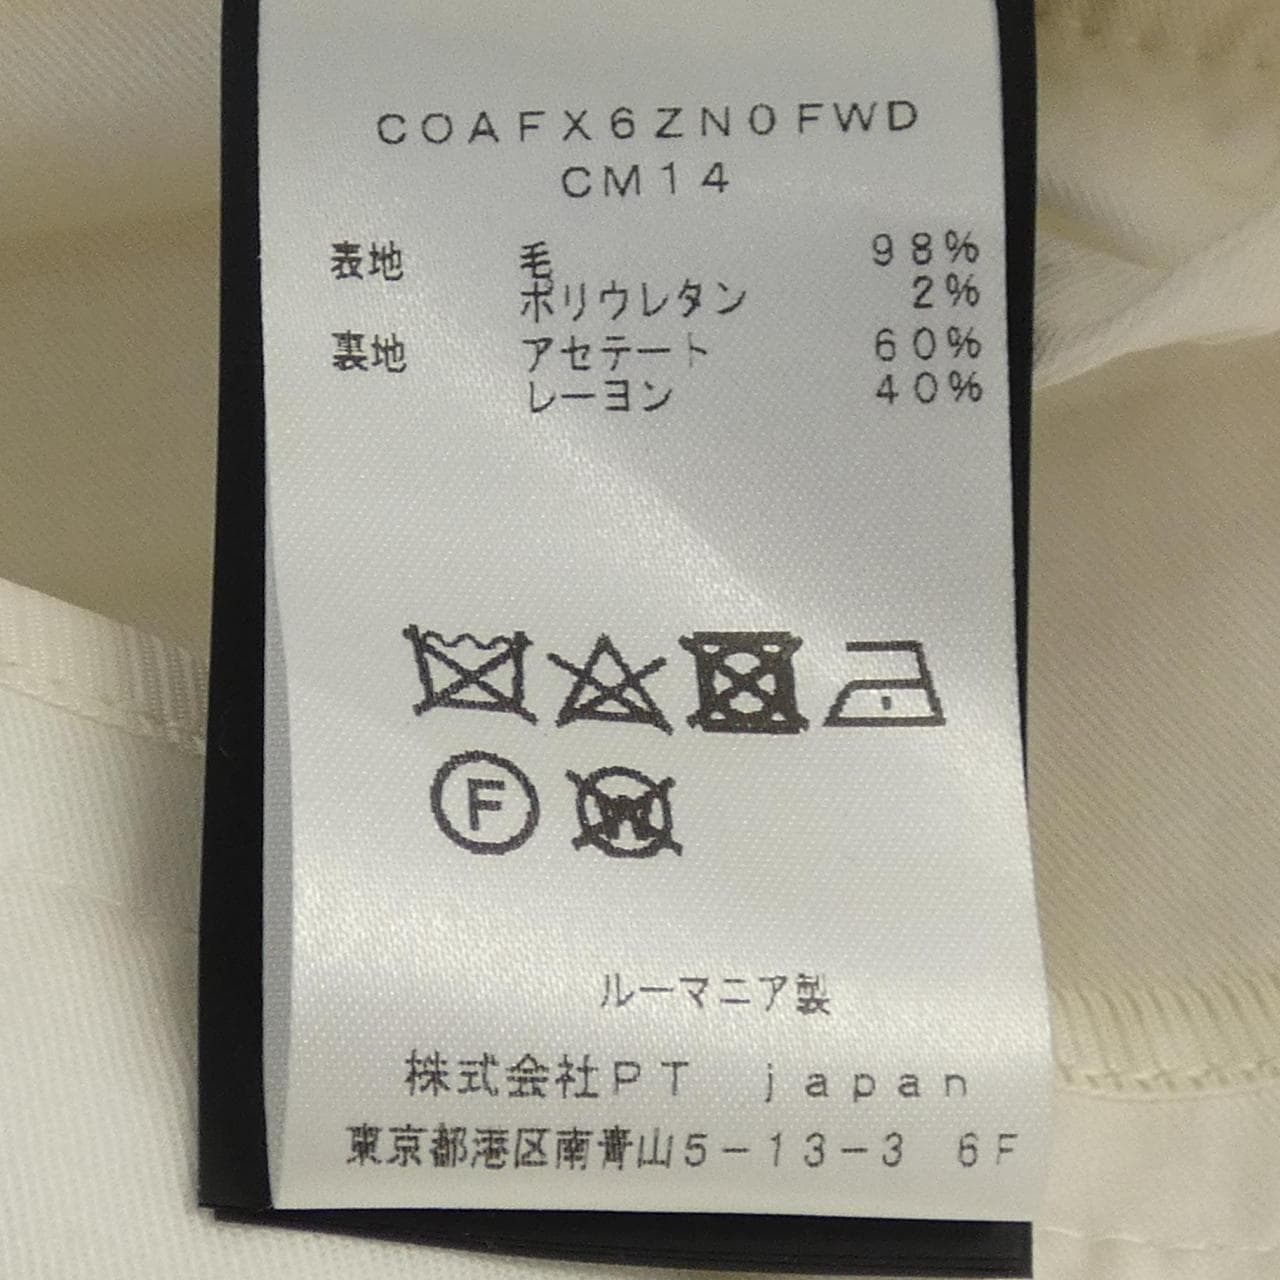 COAFX6ZN0FWD
CM14
表地 毛 98%
ポリウレタン 2%
裏地 アセテート 60%
レーヨン 40%
F W
ルーマニア製
株式会社PT japan
東京都港区南青山5-13-3 6F